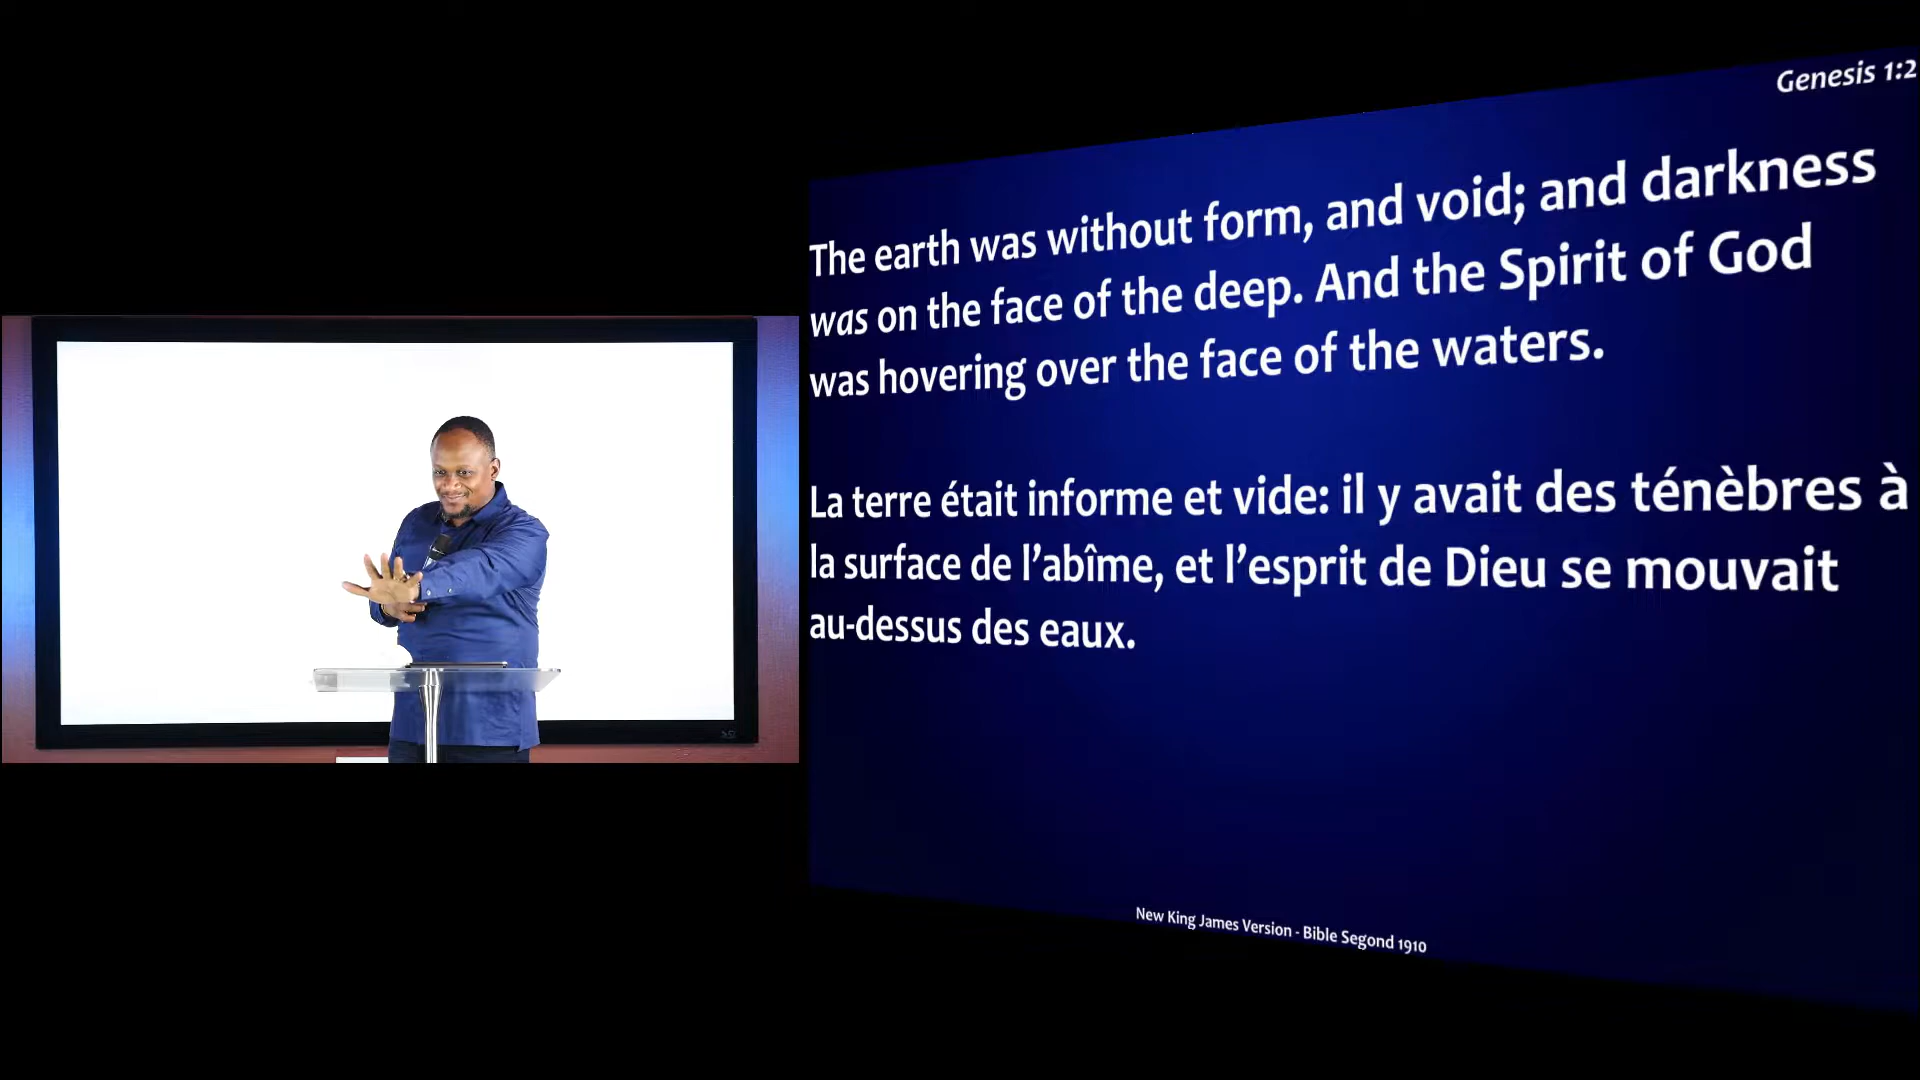 Genesis 1:2
The earth was without form, and void; and darkness
was on the face of the deep. And the Spirit of God
was hovering over the face of the waters.
La terre était informe et vide: il y avait des ténèbres à
la surface de l’abîme, et l’esprit de Dieu se mouvait
au-dessus des eaux.
New King James Version - Bible Segond 1910